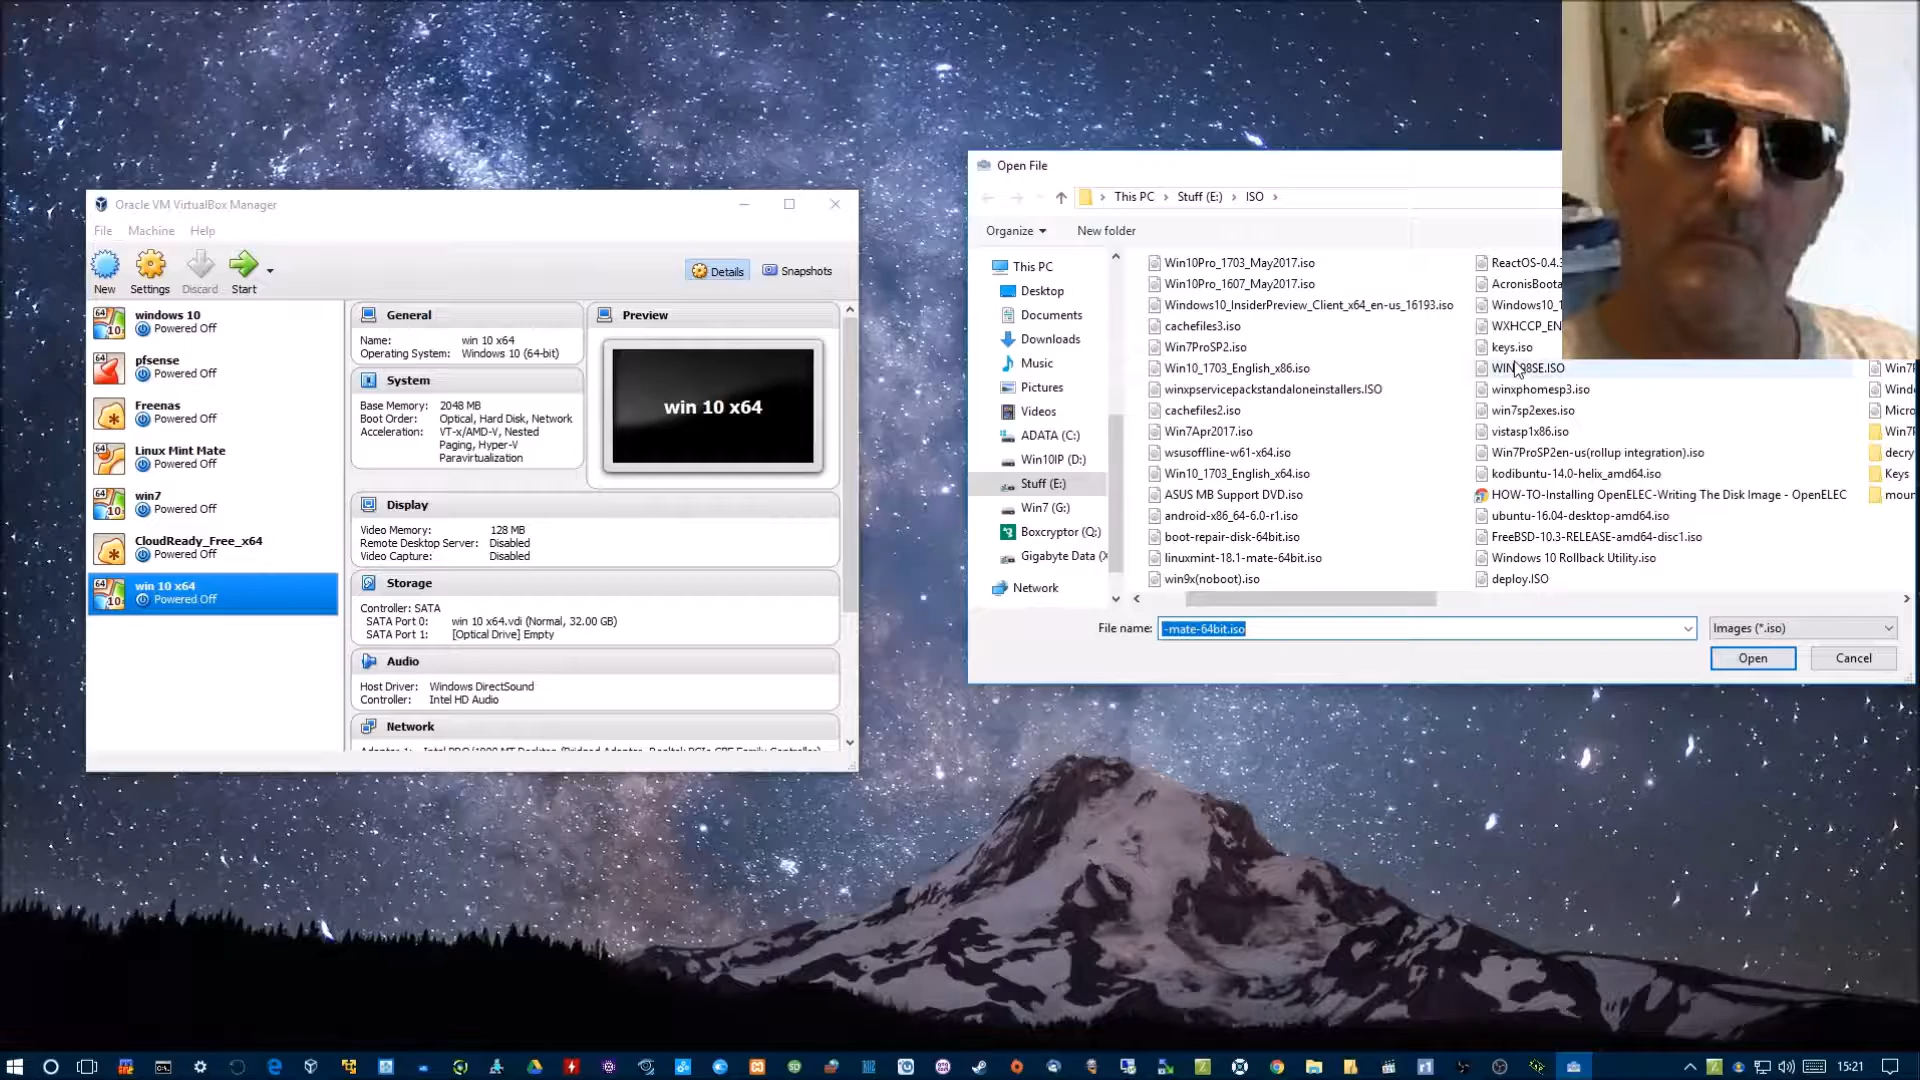 Oracle VM VirtualBox Manager
File Machine Help
New Settings Discard Start
Details Snapshots
windows 10
Powered Off
pfsense
Powered Off
Freenas
Powered Off
Linux Mint Mate
Powered Off
win7
Powered Off
CloudReady_Free_x64
Powered Off
win 10 x64
Powered Off
General
Name: win 10 x64
Operating System: Windows 10 (64-bit)
System
Base Memory: 2048 MB
Boot Order: Optical, Hard Disk, Network
Acceleration: VT-x/AMD-V, Nested
Paging, Hyper-V
Paravirtualization
Preview
win 10 x64
Display
Video Memory: 128 MB
Remote Desktop Server: Disabled
Video Capture: Disabled
Storage
Controller: SATA
SATA Port 0: win 10 x64.vdi (Normal, 32.00 GB)
SATA Port 1: [Optical Drive] Empty
Audio
Host Driver: Windows DirectSound
Controller: Intel HD Audio
Network
Open File
This PC > Stuff (E:) > ISO >
Organize New folder
This PC
Desktop
Documents
Downloads
Music
Pictures
Videos
ADATA (C:)
Win10IP (D:)
Stuff (E:)
Win7 (G:)
Boxcryptor (Q:)
Gigabyte Data (X
Network
Win10Pro_1703_May2017.iso
Win10Pro_1607_May2017.iso
Windows10_InsiderPreview_Client_x64_en-us_16193.iso
cachefiles3.iso
Win7ProSP2.iso
Win10_1703_English_x86.iso
winxpservicepackstandaloneinstallers.ISO
cachefiles2.iso
Win7Apr2017.iso
wsusoffline-w61-x64.iso
Win10_1703_English_x64.iso
ASUS MB Support DVD.iso
android-x86_64-6.0-r1.iso
boot-repair-disk-64bit.iso
linuxmint-18.1-mate-64bit.iso
win9x(noboot).iso
ReactOS-0.4.3
AcronisBoota
Windows10_1
WXHCCP_EN
keys.iso
winxphomesp3.iso
win7sp2exes.iso
vistasp1x86.iso
Win7ProSP2en-us(rollup integration).iso
kodibuntu-14.0-helix_amd64.iso
HOW-TO-Installing OpenELEC-Writing The Disk Image - OpenELEC
ubuntu-16.04-desktop-amd64.iso
FreeBSD-10.3-RELEASE-amd64-disc1.iso
Windows 10 Rollback Utility.iso
deploy.ISO
Win7
Windo
Micro
Win7
decry
Keys
moun
File name: -mate-64bit.iso
Images (*.iso)
Open Cancel
15:21